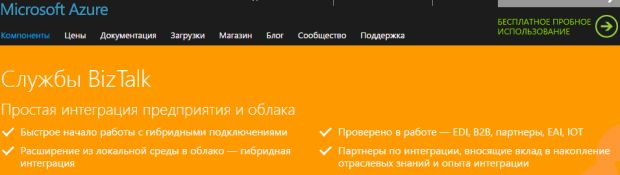 Microsoft Azure
БЕСПЛАТНОЕ ПРОБНОЕ
ИСПОЛЬЗОВАНИЕ
Компоненты Цены Документация Загрузки Магазин Блог Сообщество Поддержка
Службы BizTalk
Простая интеграция предприятия и облака
Быстрое начало работы с гибридными подключениями
Расширение из локальной среды в облако — гибридная
интеграция
Проверено в работе — EDI, B2B, партнеры, EAI, IOT
Партнеры по интеграции, вносящие вклад в накопление
отраслевых знаний и опыта интеграции